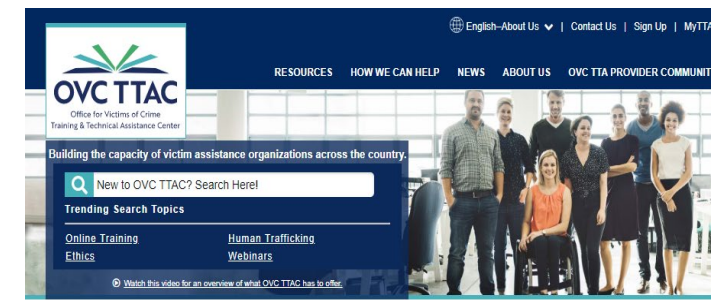 English–About Us | Contact Us | Sign Up |
RESOURCES HOW WE CAN HELP NEWS ABOUT US OVC TTA PROVIDER
OVC TTAC
Office for Victims of Crime
Training & Technical Assistance Center
Building the capacity of victim assistance organizations across the country.
New to OVC TTAC? Search Here!
Trending Search Topics
Online Training Human Trafficking
Ethics Webinars
Watch this video for an overview of what OVC TTAC has to offer.